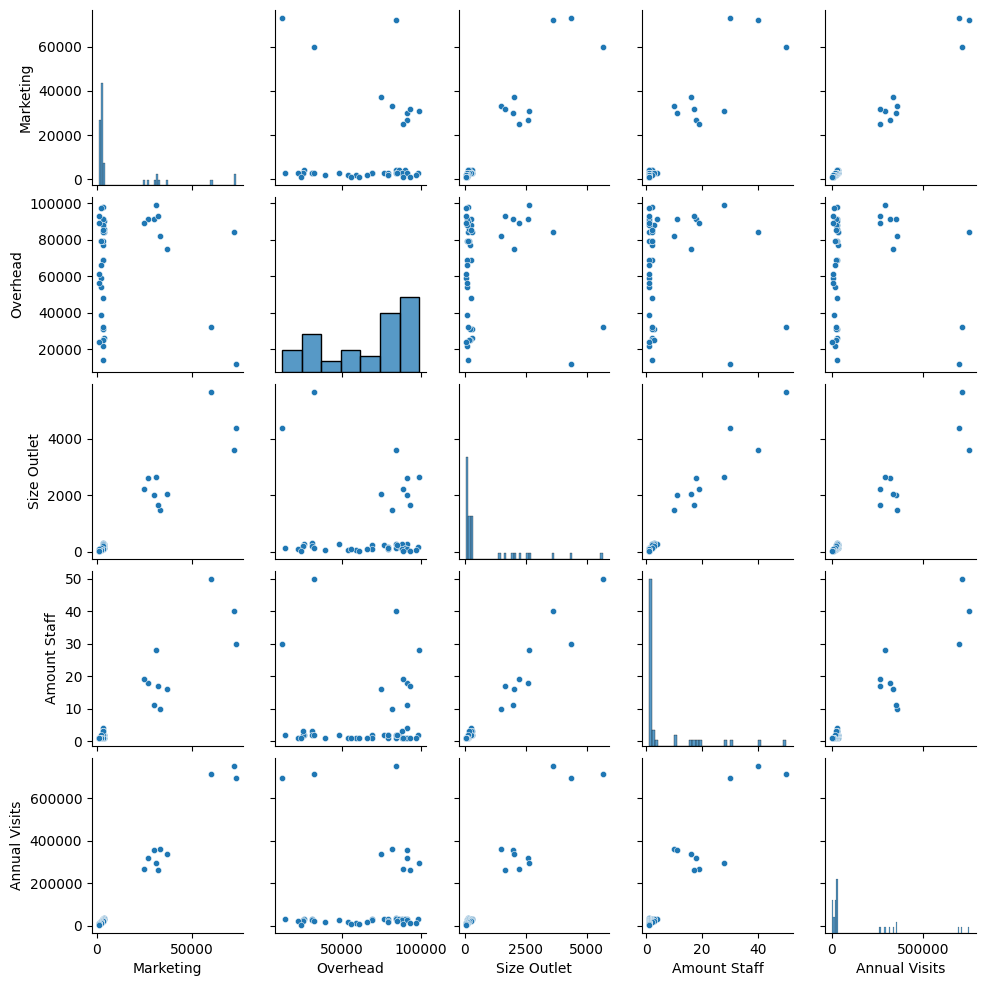 60000
40000
20000
0
Marketing
100000
80000
60000
40000
20000
Overhead
4000
2000
0
Size Outlet
50
40
30
20
10
0
Amount Staff
600000
400000
200000
0
Annual Visits
0 50000
Marketing
50000 100000
Overhead
0 2500 5000
Size Outlet
0 20 40
Amount Staff
0 500000
Annual Visits